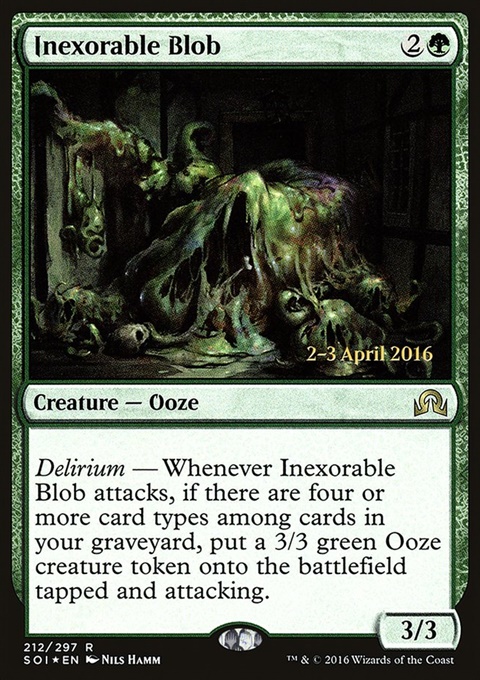 Inexorable Blob 2
2-3 April 2016
Creature — Ooze
Delirium — Whenever Inexorable
Blob attacks, if there are four or
more card types among cards in
your graveyard, put a 3/3 green Ooze
creature token onto the battlefield
tapped and attacking.
3/3
212/297 R
SOI★EN Nils Hamm
™ & © 2016 Wizards of the Coast